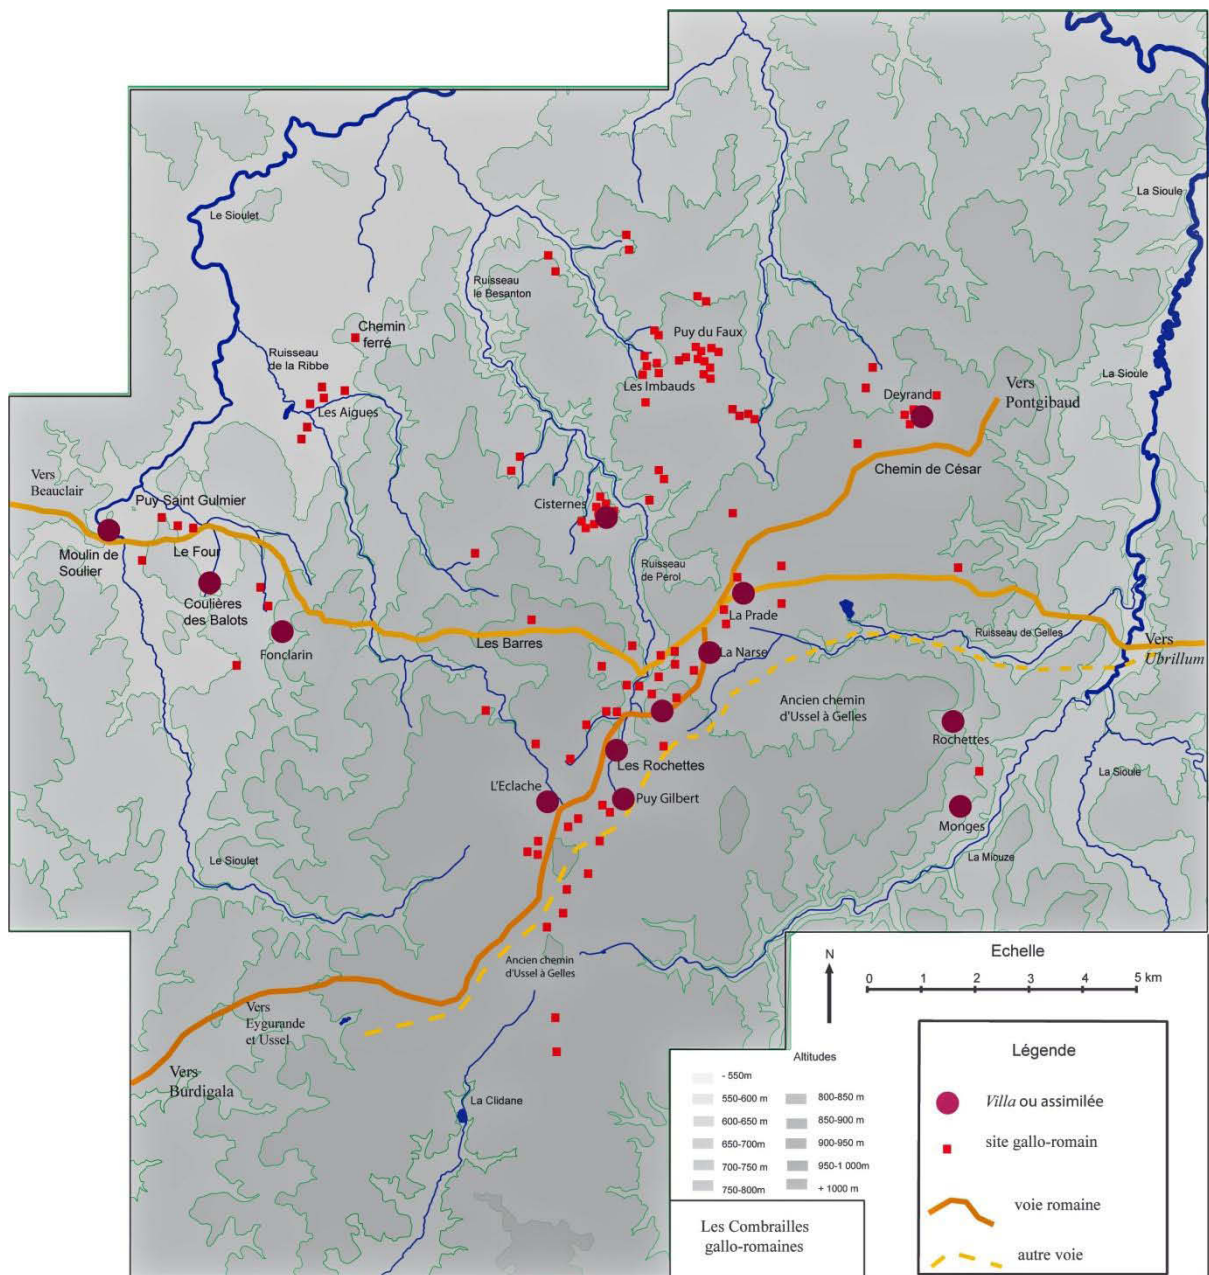 La Sioule
Le Sioulet
La Sioule
Ruisseau
le Besanton
Chemin
ferré
Puy du Faux
Ruisseau
de la Ribbe
La Sioule
Les Imbauds
Vers
Pontgibaud
Deyrand
Les Aigues
Chemin de César
Vers
Beauclair
Puy Saint Gulmier
Cisternes
Moulin de
Soulier
Le Four
Ruisseau
de Pérol
Coulières
des Balots
La Prade
Ruisseau de Gelles
Fonclarin
Les Barres
La Narse
Vers
Ubrillum
Ancien chemin
d'Ussel à Gelles
Rochettes
Les Rochettes
La Sioule
L'Eclache
Puy Gilbert
Monges
Le Sioulet
La Miouze
Ancien chemin
d'Ussel à Gelles
Vers
Eygurande
et Ussel
Vers
Burdigala
La Clidane
N
Echelle
0 1 2 3 4 5 km
Altitudes
- 550m
550-600 m
600-650 m
650-700m
700-750 m
750-800m
800-850 m
850-900 m
900-950 m
950-1 000m
+ 1000 m
Légende
Villa ou assimilée
site gallo-romain
voie romaine
autre voie
Les Combrailles
gallo-romaines